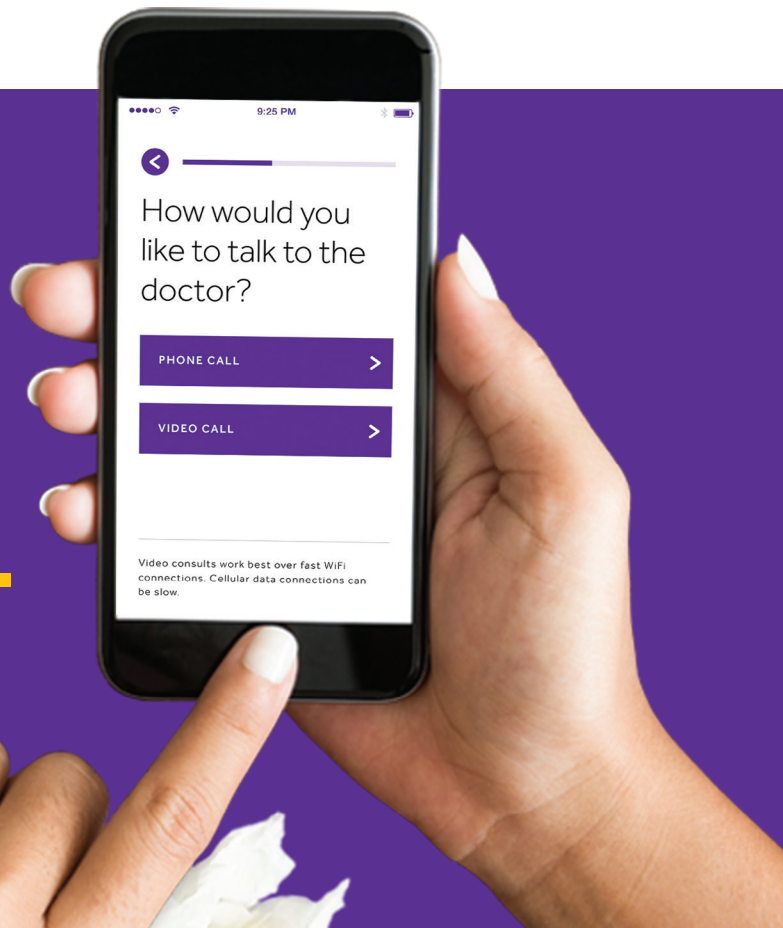 9:25 PM
How would you
like to talk to the
doctor?
PHONE CALL
VIDEO CALL
Video consults work best over fast WiFi
connections. Cellular data connections can
be slow.